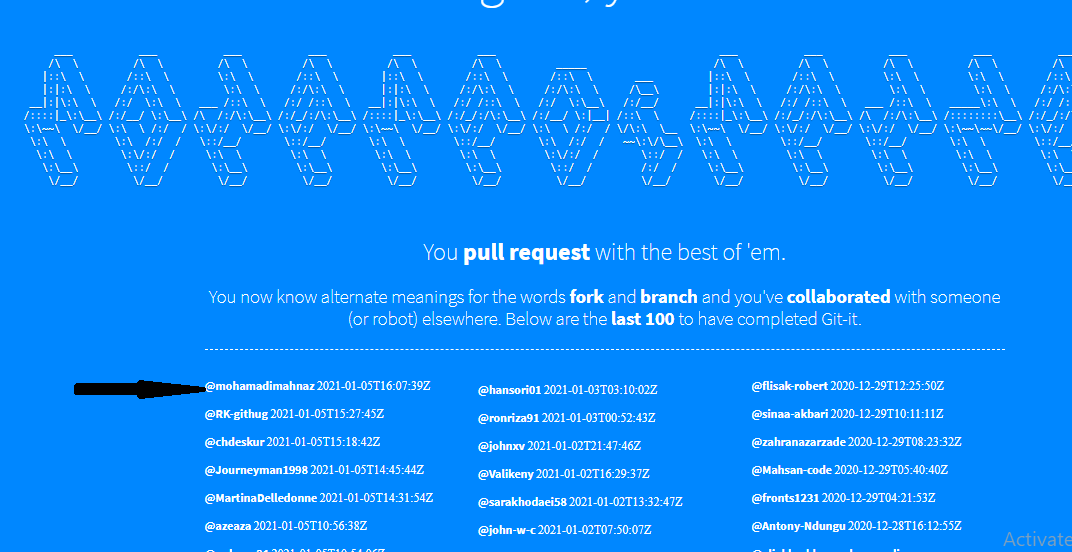 You pull request with the best of 'em.
You now know alternate meanings for the words fork and branch and you've collaborated with someone
(or robot) elsewhere. Below are the last 100 to have completed Git-it.
@mohamadimahnaz 2021-01-05T16:07:39Z
@RK-githug 2021-01-05T15:27:45Z
@chdeskur 2021-01-05T15:18:42Z
@Journeyman1998 2021-01-05T14:45:44Z
@MartinaDelledonne 2021-01-05T14:31:54Z
@azeaza 2021-01-05T10:56:38Z
@hansori01 2021-01-03T03:10:02Z
@ronriza91 2021-01-03T00:52:43Z
@johnxv 2021-01-02T21:47:46Z
@Valikeny 2021-01-02T16:29:37Z
@sarakhodaei58 2021-01-02T13:32:47Z
@john-w-c 2021-01-02T07:50:07Z
@flisak-robert 2020-12-29T12:25:50Z
@sinaa-akbari 2020-12-29T10:11:11Z
@zahranazarzade 2020-12-29T08:23:32Z
@Mahsan-code 2020-12-29T05:40:40Z
@fronts1231 2020-12-29T04:21:53Z
@Antony-Ndungu 2020-12-28T16:12:55Z
Activate